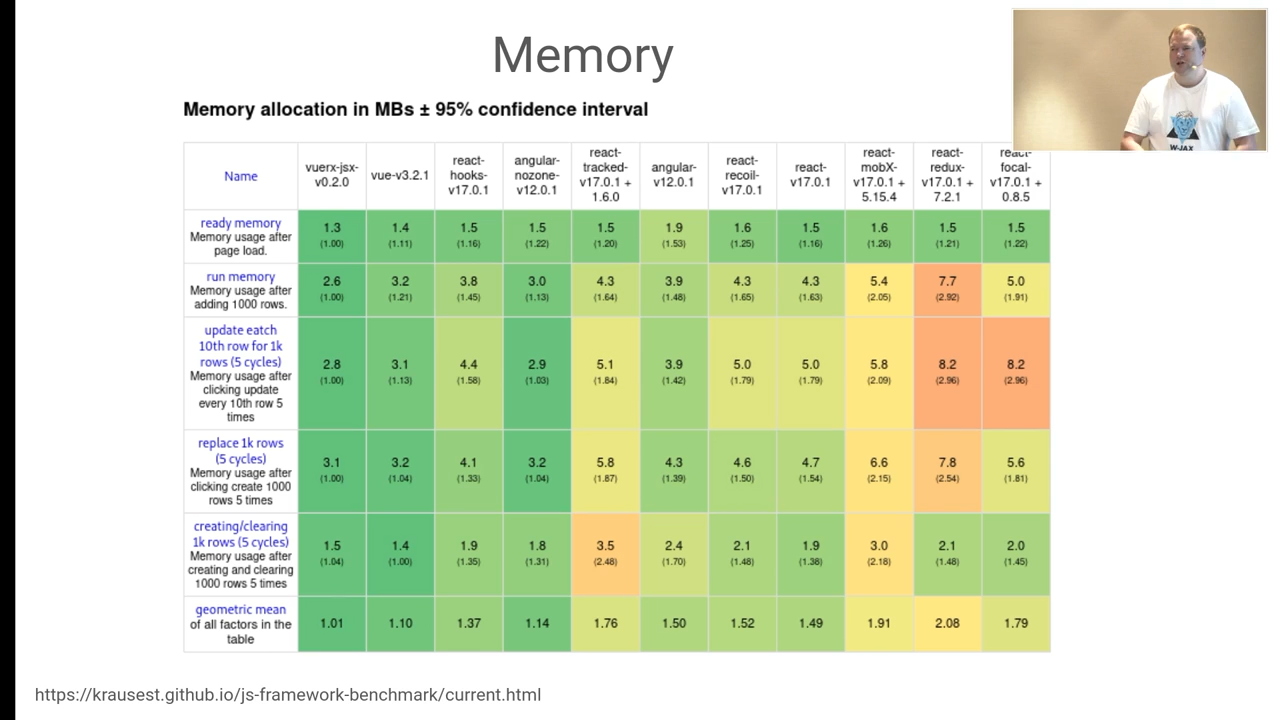 Memory
Memory allocation in MBs ± 95% confidence interval
Name
vuerx-jsx-
v0.2.0
vue-v3.2.1
react-
hooks-
v17.0.1
angular-
nozone-
v12.0.1
react-
tracked-
v17.0.1 +
1.6.0
angular-
v12.0.1
react-
recoil-
v17.0.1
react-
v17.0.1
react-
mobX-
v17.0.1 +
5.15.4
react-
redux-
v17.0.1 +
7.2.1
react-
focal-
v17.0.1 +
0.8.5
ready memory
Memory usage after
page load.
1.3 1.4 1.5 1.5 1.5 1.9 1.6 1.5 1.6 1.5 1.5
(1.00) (1.11) (1.16) (1.22) (1.20) (1.53) (1.25) (1.16) (1.26) (1.21) (1.22)
run memory
Memory usage after
adding 1000 rows.
2.6 3.2 3.8 3.0 4.3 3.9 4.3 4.3 5.4 7.7 5.0
(1.00) (1.21) (1.45) (1.13) (1.64) (1.48) (1.65) (1.63) (2.05) (2.92) (1.91)
update eatch
10th row for 1k
rows (5 cycles)
Memory usage after
clicking update
every 10th row 5
times
2.8 3.1 4.4 2.9 5.1 3.9 5.0 5.0 5.8 8.2 8.2
(1.00) (1.13) (1.58) (1.03) (1.84) (1.42) (1.79) (1.79) (2.09) (2.96) (2.96)
replace 1k rows
(5 cycles)
Memory usage after
clicking create 1000
rows 5 times
3.1 3.2 4.1 3.2 5.8 4.3 4.6 4.7 6.6 7.8 5.6
(1.00) (1.04) (1.33) (1.04) (1.87) (1.39) (1.50) (1.54) (2.15) (2.54) (1.81)
creating/clearing
1k rows (5 cycles)
Memory usage after
creating and clearing
1000 rows 5 times
1.5 1.4 1.9 1.8 3.5 2.4 2.1 1.9 3.0 2.1 2.0
(1.04) (1.00) (1.35) (1.31) (2.48) (1.70) (1.48) (1.38) (2.18) (1.48) (1.45)
geometric mean
of all factors in the
table
1.01 1.10 1.37 1.14 1.76 1.50 1.52 1.49 1.91 2.08 1.79
https://krausest.github.io/js-framework-benchmark/current.html
W-JAX